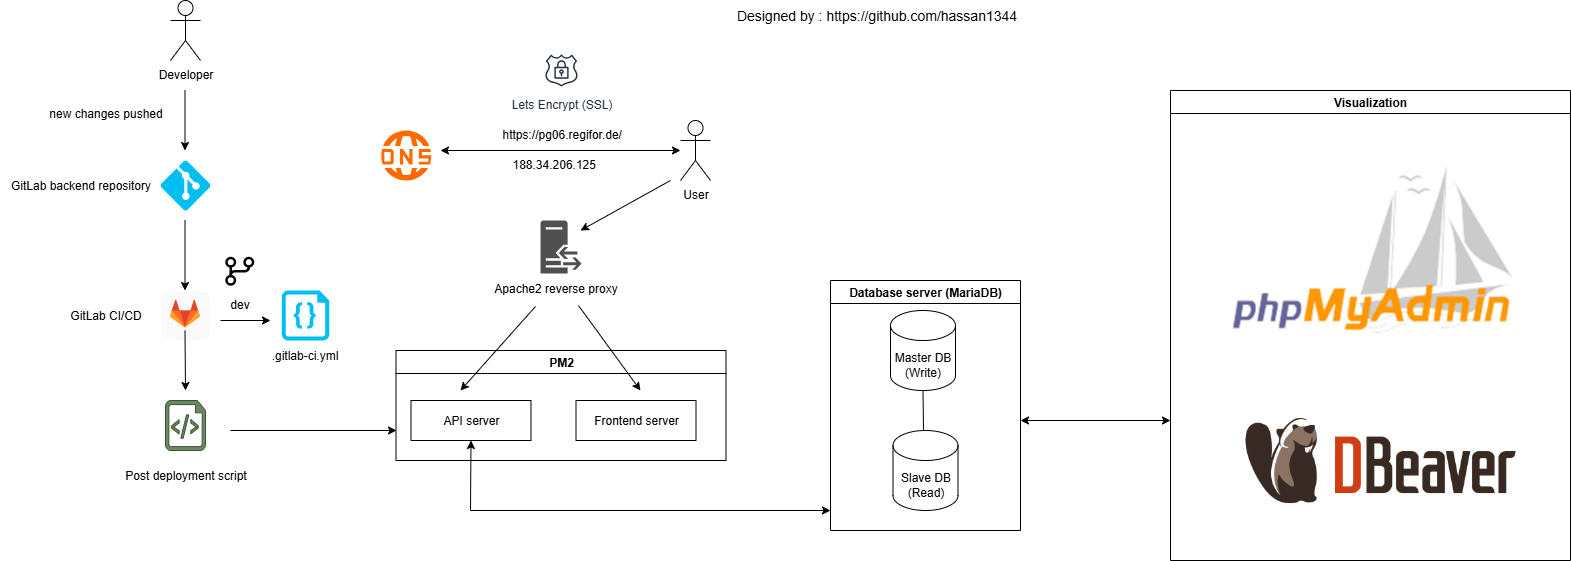 Designed by : https://github.com/hassan1344
Developer
new changes pushed
GitLab backend repository
GitLab CI/CD
dev
.gitlab-ci.yml
Post deployment script
Lets Encrypt (SSL)
https://pg06.regifor.de/
188.34.206.125
DNS
User
Apache2 reverse proxy
PM2
API server
Frontend server
Database server (MariaDB)
Master DB
(Write)
Slave DB
(Read)
Visualization
phpMyAdmin
DBeaver